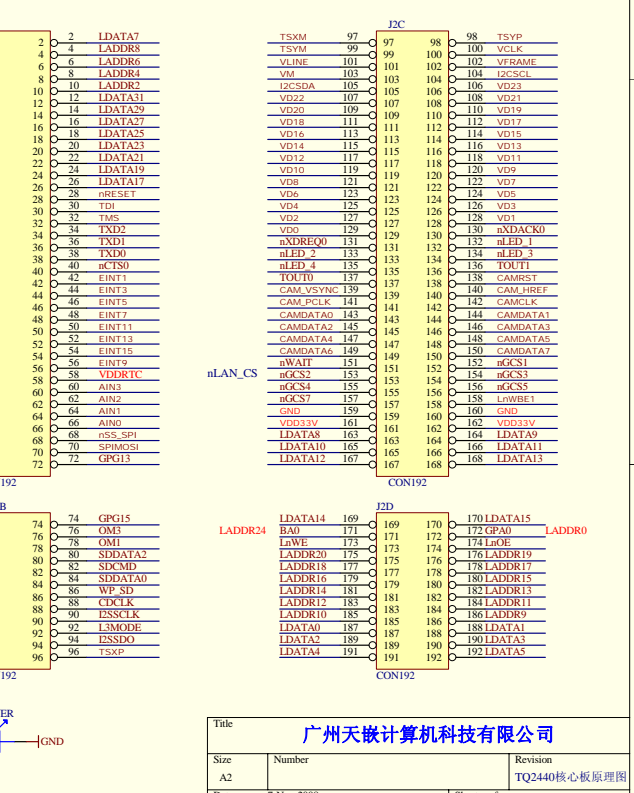 J2C
2 2 LDATA7
4 4 LADDR8
6 6 LADDR6
8 8 LADDR4
10 10 LADDR2
12 12 LDATA31
14 14 LDATA29
16 16 LDATA27
18 18 LDATA25
20 20 LDATA23
22 22 LDATA21
24 24 LDATA19
26 26 LDATA17
28 28 nRESET
30 30 TDI
32 32 TMS
34 34 TXD2
36 36 TXD1
38 38 TXD0
40 40 nCTS0
42 42 EINT1
44 44 EINT3
46 46 EINT5
48 48 EINT7
50 50 EINT11
52 52 EINT13
54 54 EINT15
56 56 EINT9
58 58 VDDRTC
60 60 AIN3
62 62 AIN2
64 64 AIN1
66 66 AIN0
68 68 nSS_SPI
70 70 SPIMOSI
72 72 GPG13
192
TSXM 97 97 98 98 TSYP
TSYM 99 99 100 100 VCLK
VLINE 101 101 102 102 VFRAME
VM 103 103 104 104 I2CSCL
I2CSDA 105 105 106 106 VD23
VD22 107 107 108 108 VD21
VD20 109 109 110 110 VD19
VD18 111 111 112 112 VD17
VD16 113 113 114 114 VD15
VD14 115 115 116 116 VD13
VD12 117 117 118 118 VD11
VD10 119 119 120 120 VD9
VD8 121 121 122 122 VD7
VD6 123 123 124 124 VD5
VD4 125 125 126 126 VD3
VD2 127 127 128 128 VD1
VD0 129 129 130 130 nXDACK0
nXDREQ0 131 131 132 132 nLED_1
nLED_2 133 133 134 134 nLED_3
nLED_4 135 135 136 136 TOUT1
TOUT0 137 137 138 138 CAMRST
CAM_VSYNC 139 139 140 140 CAM_HREF
CAM_PCLK 141 141 142 142 CAMCLK
CAMDATA0 143 143 144 144 CAMDATA1
CAMDATA2 145 145 146 146 CAMDATA3
CAMDATA4 147 147 148 148 CAMDATA5
CAMDATA6 149 149 150 150 CAMDATA7
nWAIT 151 151 152 152 nGCS1
nLAN_CS nGCS2 153 153 154 154 nGCS3
nGCS4 155 155 156 156 nGCS5
nGCS7 157 157 158 158 LnWBE1
GND 159 159 160 160 GND
VDD33V 161 161 162 162 VDD33V
LDATA8 163 163 164 164 LDATA9
LDATA10 165 165 166 166 LDATA11
LDATA12 167 167 168 168 LDATA13
CON192
B
74 74 GPG15
76 76 OM3
78 78 OM1
80 80 SDDATA2
82 82 SDCMD
84 84 SDDATA0
86 86 WP_SD
88 88 CDCLK
90 90 I2SSCLK
92 92 L3MODE
94 94 I2SSDO
96 96 TSXP
192
J2D
LDATA14 169 169 170 170 LDATA15
LADDR24 BA0 171 171 172 172 GPA0 LADDR0
LnWE 173 173 174 174 LnOE
LADDR20 175 175 176 176 LADDR19
LADDR18 177 177 178 178 LADDR17
LADDR16 179 179 180 180 LADDR15
LADDR14 181 181 182 182 LADDR13
LADDR12 183 183 184 184 LADDR11
LADDR10 185 185 186 186 LADDR9
LDATA0 187 187 188 188 LDATA1
LDATA2 189 189 190 190 LDATA3
LDATA4 191 191 192 192 LDATA5
CON192
ER
GND
Title
广州天嵌计算机科技有限公司
Size Number Revision
A2 TQ2440核心板原理图